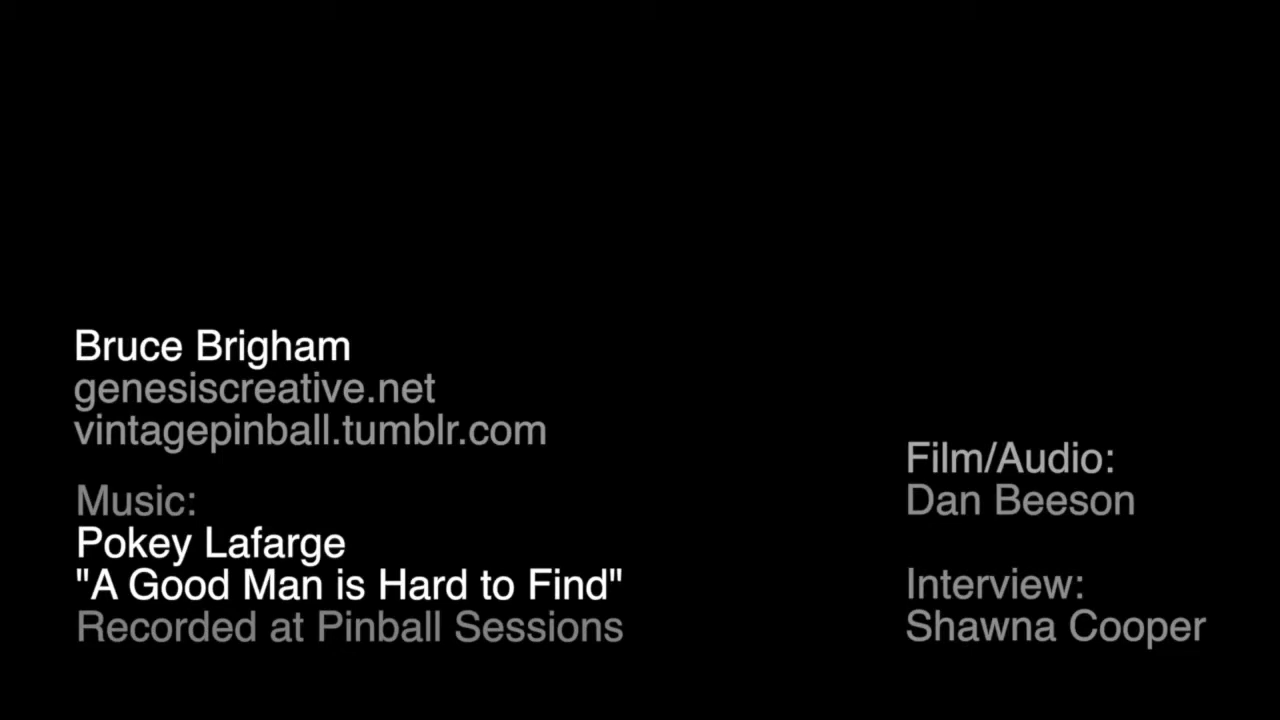 Bruce Brigham
genesiscreative.net
vintagepinball.tumblr.com
Music:
Pokey Lafarge
"A Good Man is Hard to Find"
Recorded at Pinball Sessions
Film/Audio:
Dan Beeson
Interview:
Shawna Cooper